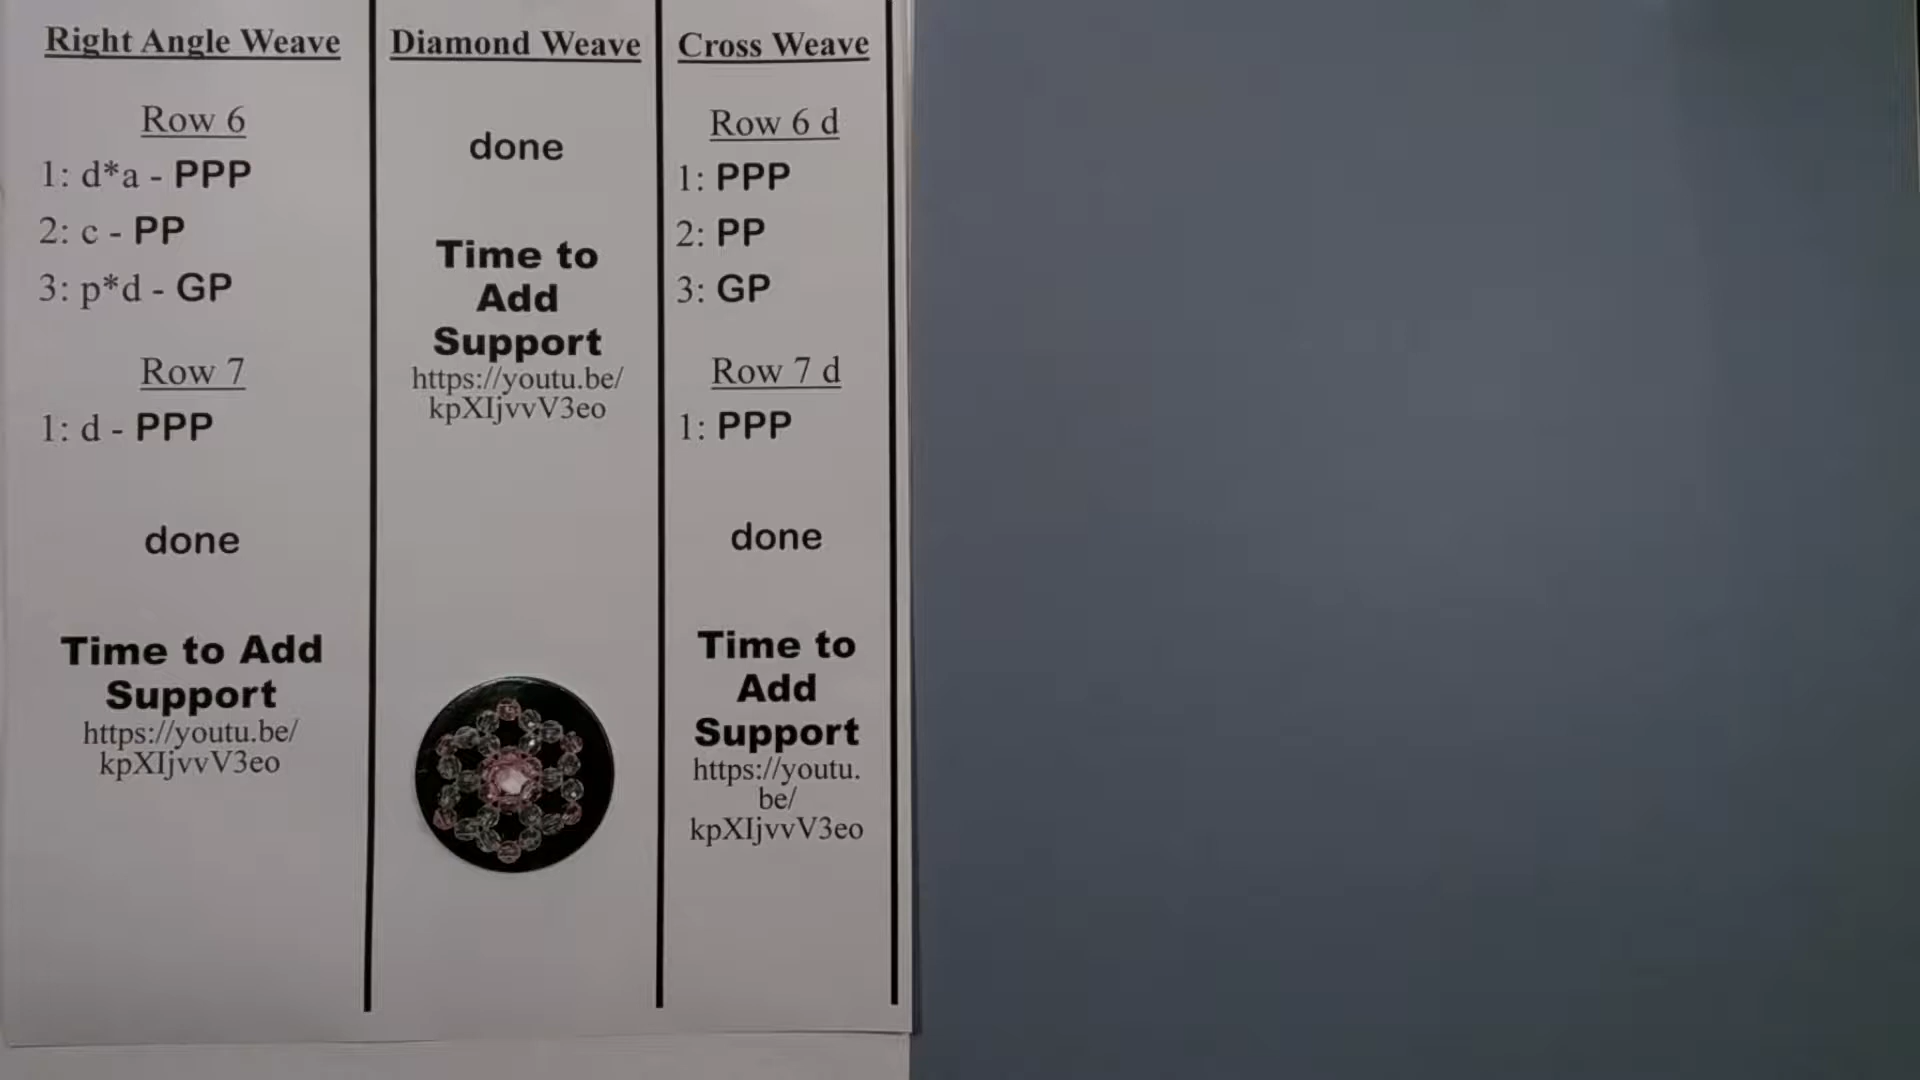 Right Angle Weave
Row 6
1: d*a - PPP
2: c - PP
3: p*d - GP
Row 7
1: d - PPP
done
Time to Add
Support
https://youtu.be/
kpXIjvvV3eo
Diamond Weave
done
Time to
Add
Support
https://youtu.be/
kpXIjvvV3eo
Cross Weave
Row 6 d
1: PPP
2: PP
3: GP
Row 7 d
1: PPP
done
Time to
Add
Support
https://youtu.
be/
kpXIjvvV3eo